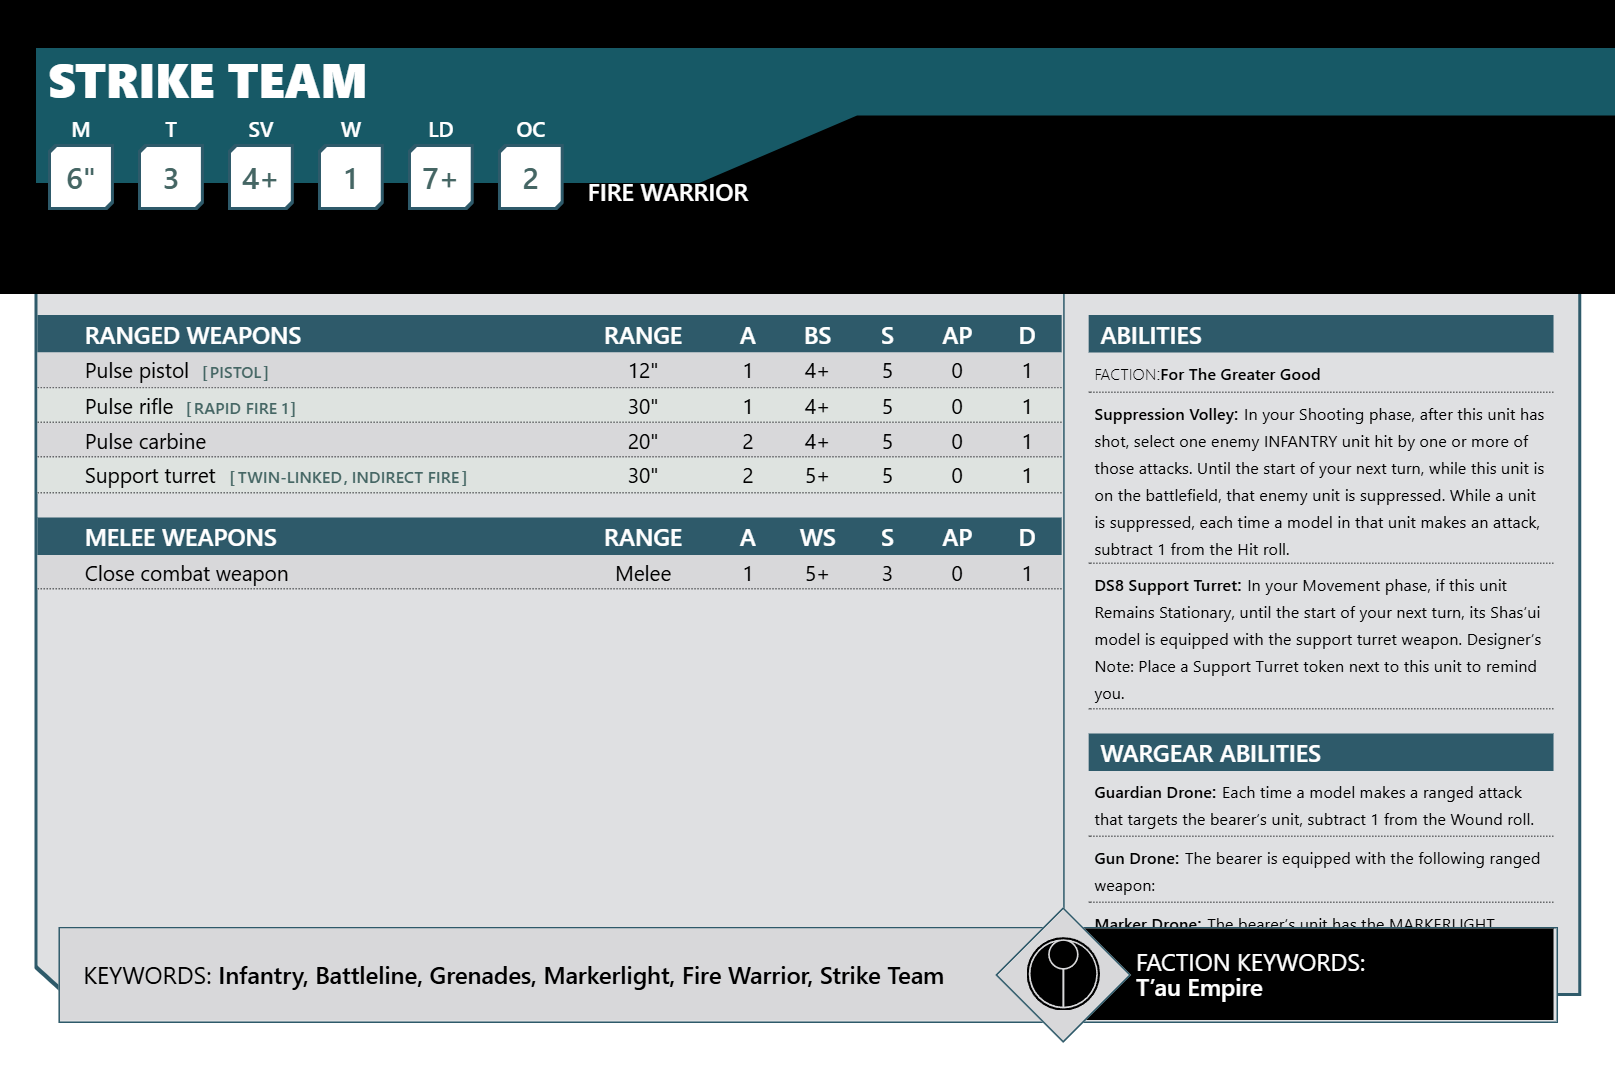 STRIKE TEAM
M T SV W LD OC
6" 3 4+ 1 7+ 2 FIRE WARRIOR
RANGED WEAPONS RANGE A BS S AP D
Pulse pistol [PISTOL] 12" 1 4+ 5 0 1
Pulse rifle [RAPID FIRE 1] 30" 1 4+ 5 0 1
Pulse carbine 20" 2 4+ 5 0 1
Support turret [TWIN-LINKED, INDIRECT FIRE] 30" 2 5+ 5 0 1
MELEE WEAPONS RANGE A WS S AP D
Close combat weapon Melee 1 5+ 3 0 1
ABILITIES
FACTION:For The Greater Good
Suppression Volley: In your Shooting phase, after this unit has
shot, select one enemy INFANTRY unit hit by one or more of
those attacks. Until the start of your next turn, while this unit is
on the battlefield, that enemy unit is suppressed. While a unit
is suppressed, each time a model in that unit makes an attack,
subtract 1 from the Hit roll.
DS8 Support Turret: In your Movement phase, if this unit
Remains Stationary, until the start of your next turn, its Shas'ui
model is equipped with the support turret weapon. Designer's
Note: Place a Support Turret token next to this unit to remind
you.
WARGEAR ABILITIES
Guardian Drone: Each time a model makes a ranged attack
that targets the bearer's unit, subtract 1 from the Wound roll.
Gun Drone: The bearer is equipped with the following ranged
weapon:
Marker Drone: The bearer's unit has the MARKERLIGHT
KEYWORDS: Infantry, Battleline, Grenades, Markerlight, Fire Warrior, Strike Team
FACTION KEYWORDS:
T'au Empire